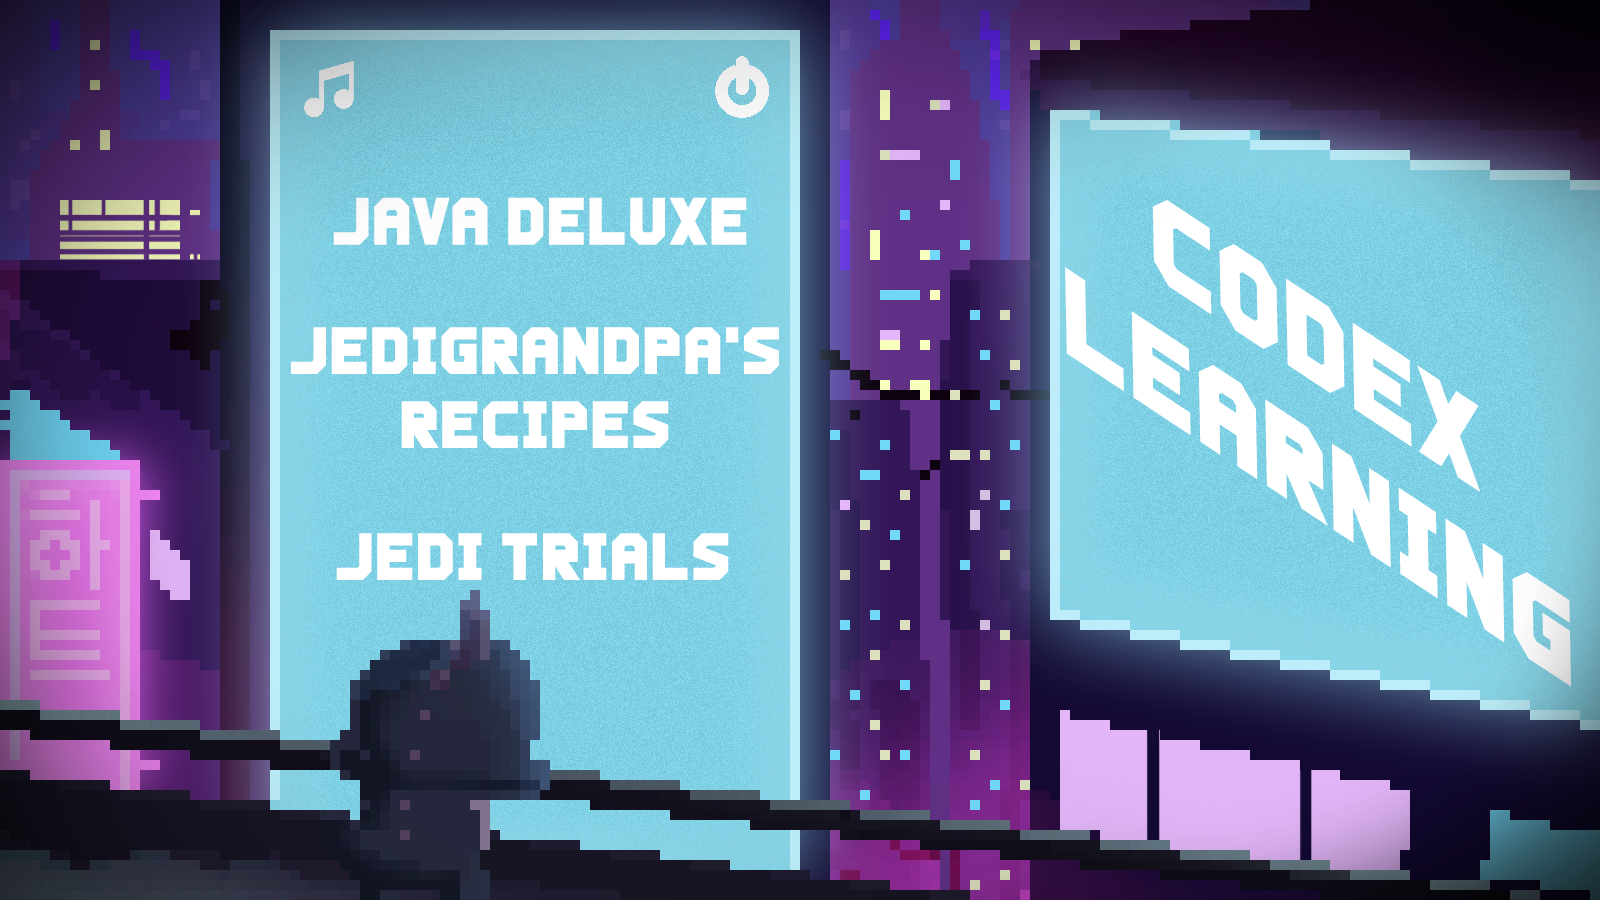 JAVA DELUXE
JEDIGRANDPA'S
RECIPES
JEDI TRIALS
CODEX
LEARNING